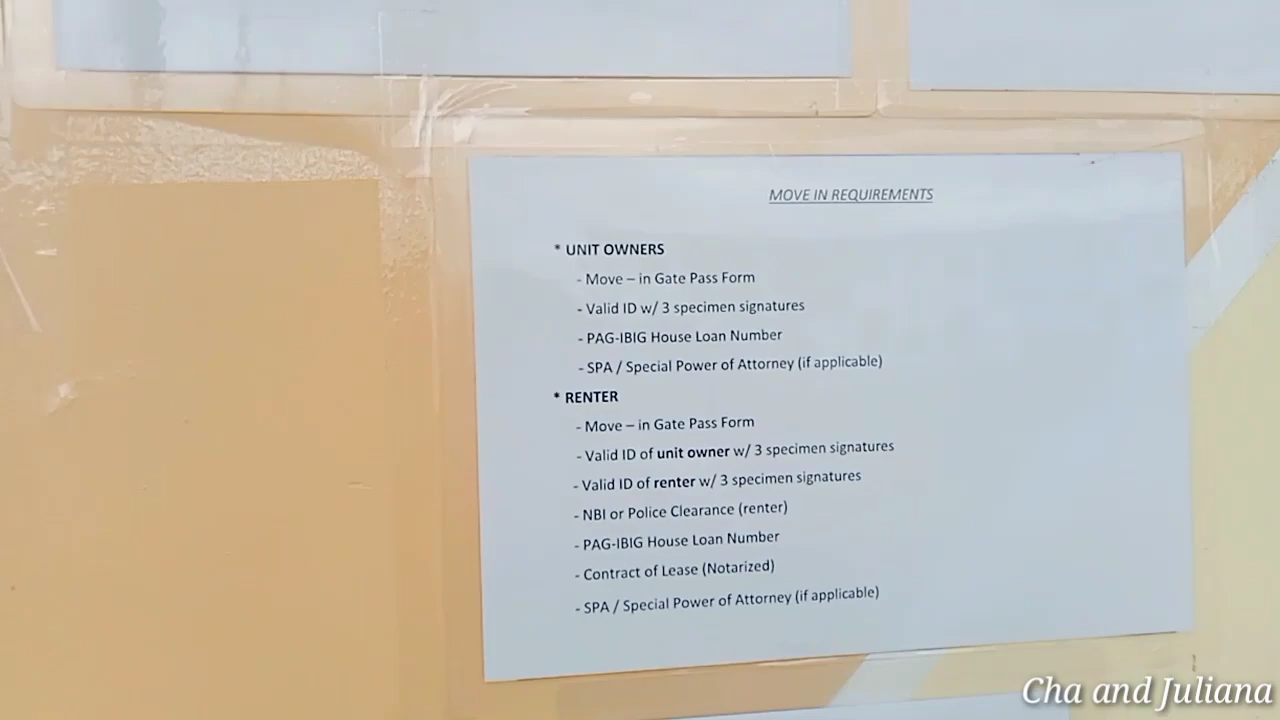 MOVE IN REQUIREMENTS
* UNIT OWNERS
- Move – in Gate Pass Form
- Valid ID w/ 3 specimen signatures
- PAG-IBIG House Loan Number
- SPA / Special Power of Attorney (if applicable)
* RENTER
- Move – in Gate Pass Form
- Valid ID of unit owner w/ 3 specimen signatures
- Valid ID of renter w/ 3 specimen signatures
- NBI or Police Clearance (renter)
- PAG-IBIG House Loan Number
- Contract of Lease (Notarized)
- SPA / Special Power of Attorney (if applicable)
Cha and Juliana